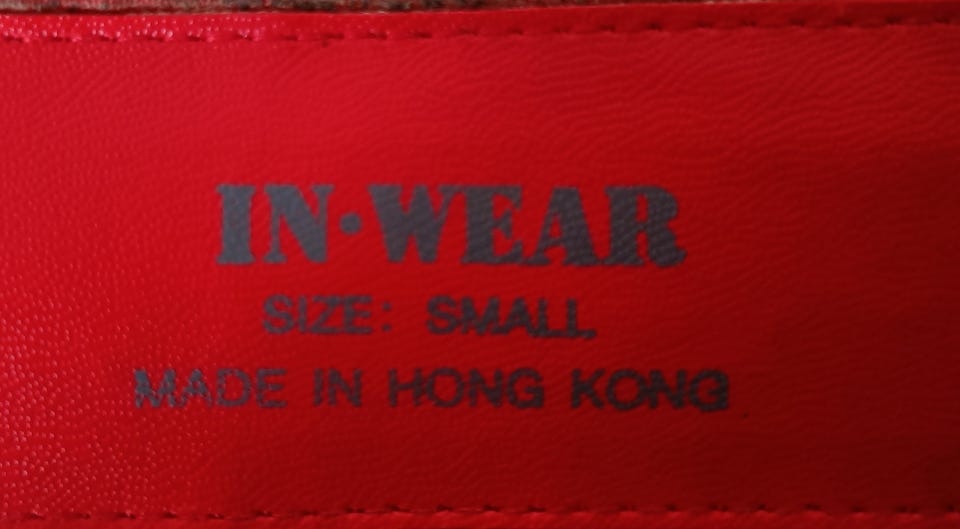 IN·WEAR
SIZE: SMALL
MADE IN HONG KONG